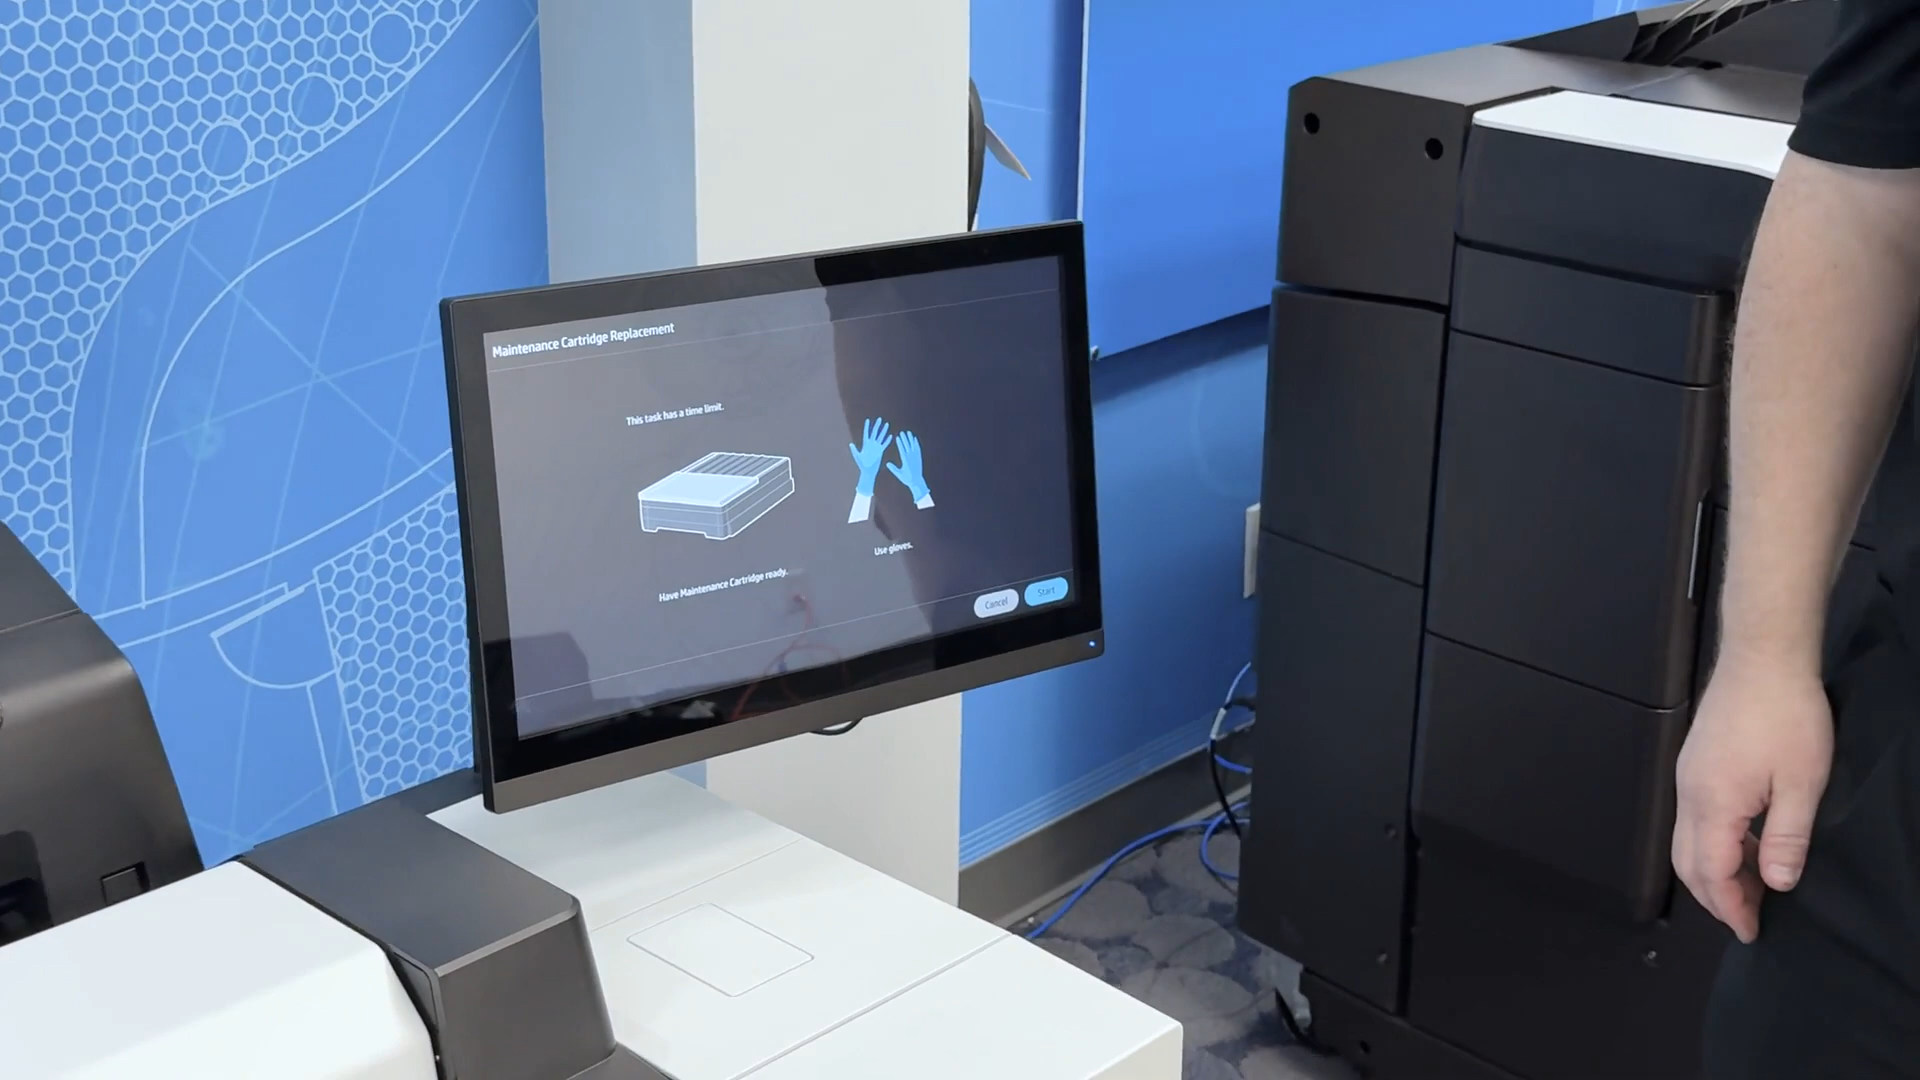 Maintenance Cartridge Replacement
This task has a time limit.
Use gloves.
Have Maintenance Cartridge ready.
Cancel
Start